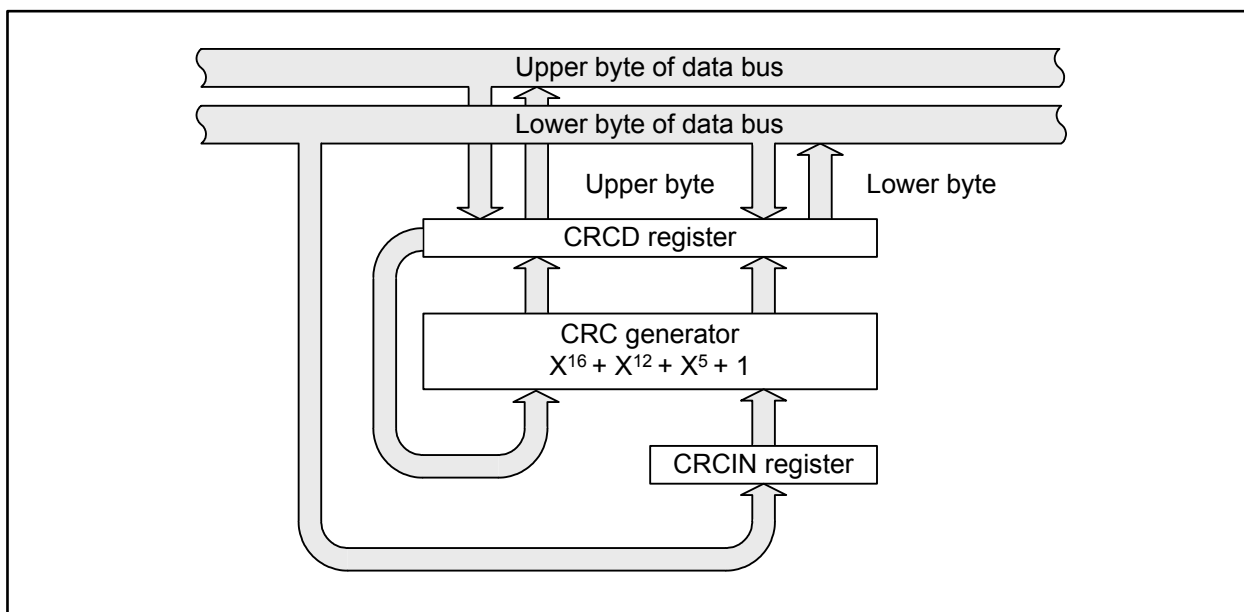 Upper byte of data bus
Lower byte of data bus
Upper byte
Lower byte
CRCD register
CRC generator
X¹⁶ + X¹² + X⁵ + 1
CRCIN register